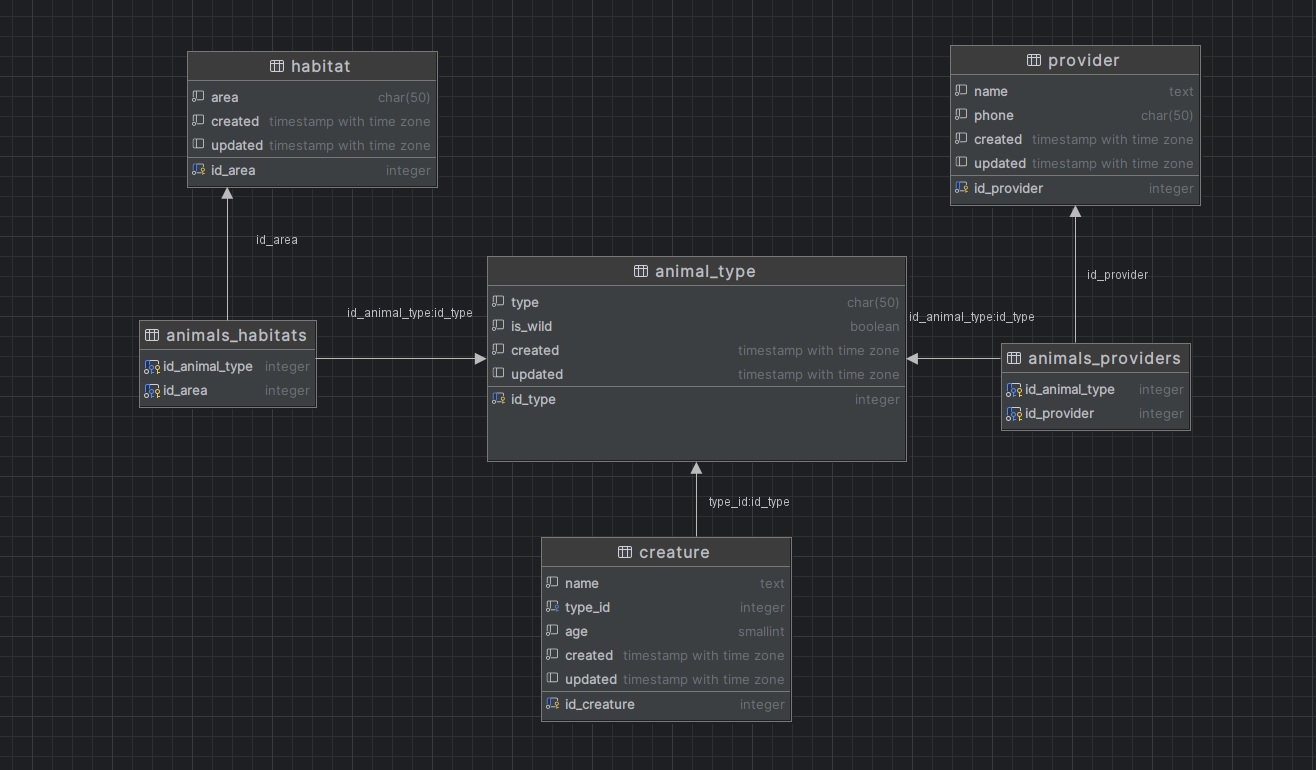 habitat
area char(50)
created timestamp with time zone
updated timestamp with time zone
id_area integer
provider
name text
phone char(50)
created timestamp with time zone
updated timestamp with time zone
id_provider integer
id_area
id_provider
animal_type
type char(50)
is_wild boolean
created timestamp with time zone
updated timestamp with time zone
id_type integer
id_animal_type:id_type
id_animal_type:id_type
animals_habitats
id_animal_type integer
id_area integer
animals_providers
id_animal_type integer
id_provider integer
type_id:id_type
creature
name text
type_id integer
age smallint
created timestamp with time zone
updated timestamp with time zone
id_creature integer